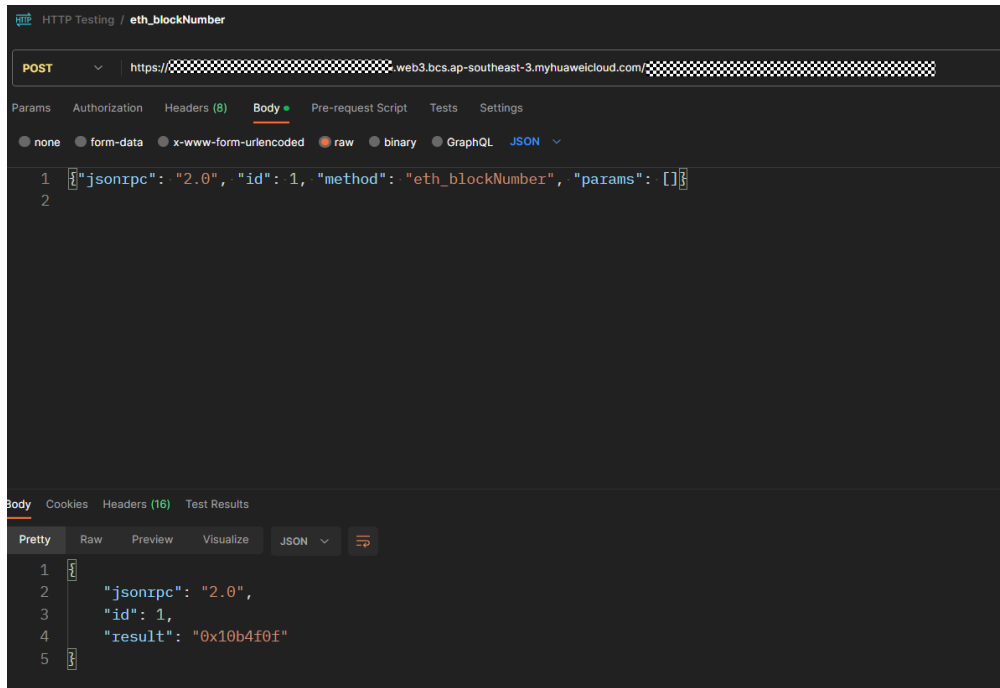 HTTP HTTP Testing / eth_blockNumber
POST https:// .web3.bcs.ap-southeast-3.myhuaweicloud.com/
Params Authorization Headers (8) Body Pre-request Script Tests Settings
none form-data x-www-form-urlencoded raw binary GraphQL JSON
1 {"jsonrpc": "2.0", "id": 1, "method": "eth_blockNumber", "params": []}
2
Body Cookies Headers (16) Test Results
Pretty Raw Preview Visualize JSON
1 {
2 "jsonrpc": "2.0",
3 "id": 1,
4 "result": "0x10b4f0f"
5 }